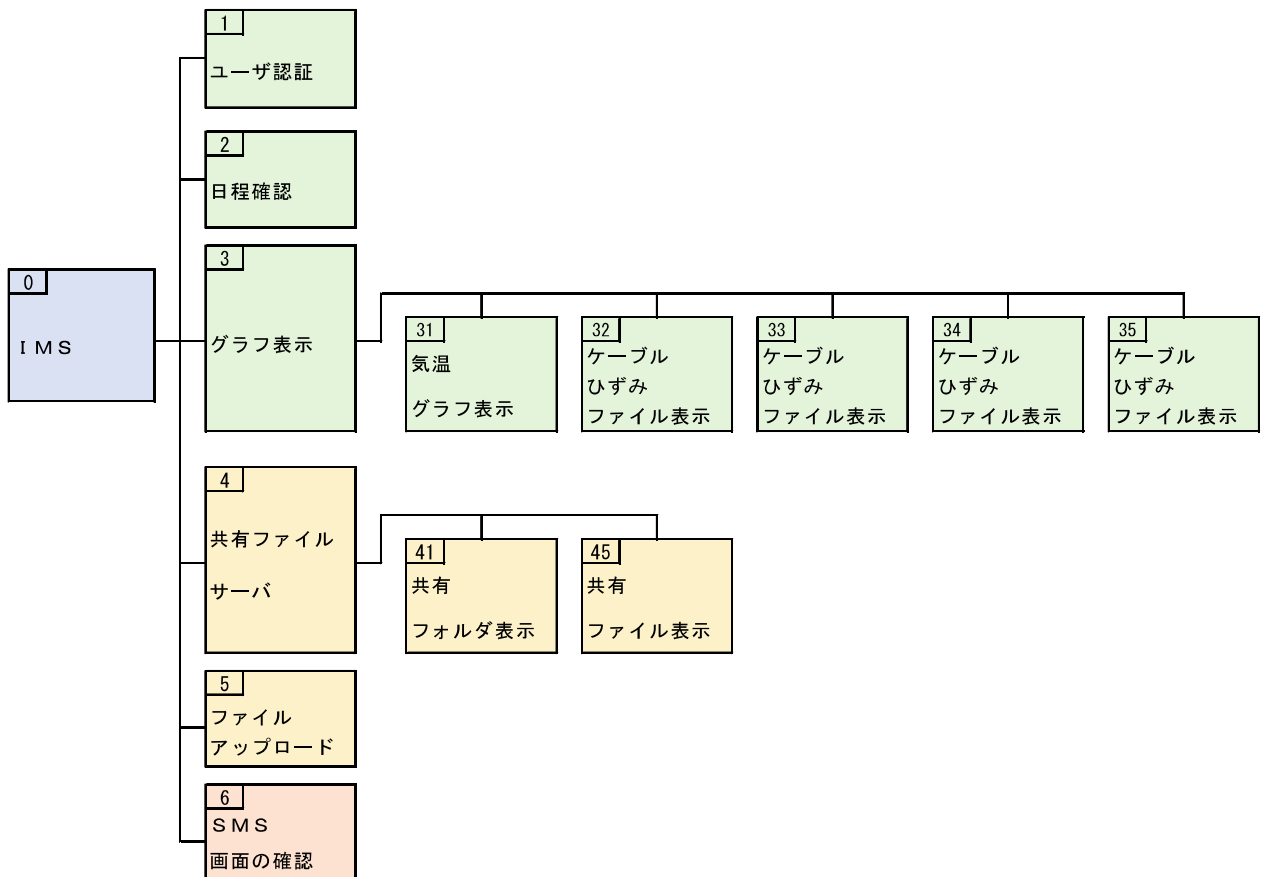 1
ユーザ認証
2
日程確認
0
ＩＭＳ
3
グラフ表示
31
気温
グラフ表示
32
ケーブル
ひずみ
ファイル表示
33
ケーブル
ひずみ
ファイル表示
34
ケーブル
ひずみ
ファイル表示
35
ケーブル
ひずみ
ファイル表示
4
共有ファイル
サーバ
41
共有
フォルダ表示
45
共有
ファイル表示
5
ファイル
アップロード
6
ＳＭＳ
画面の確認